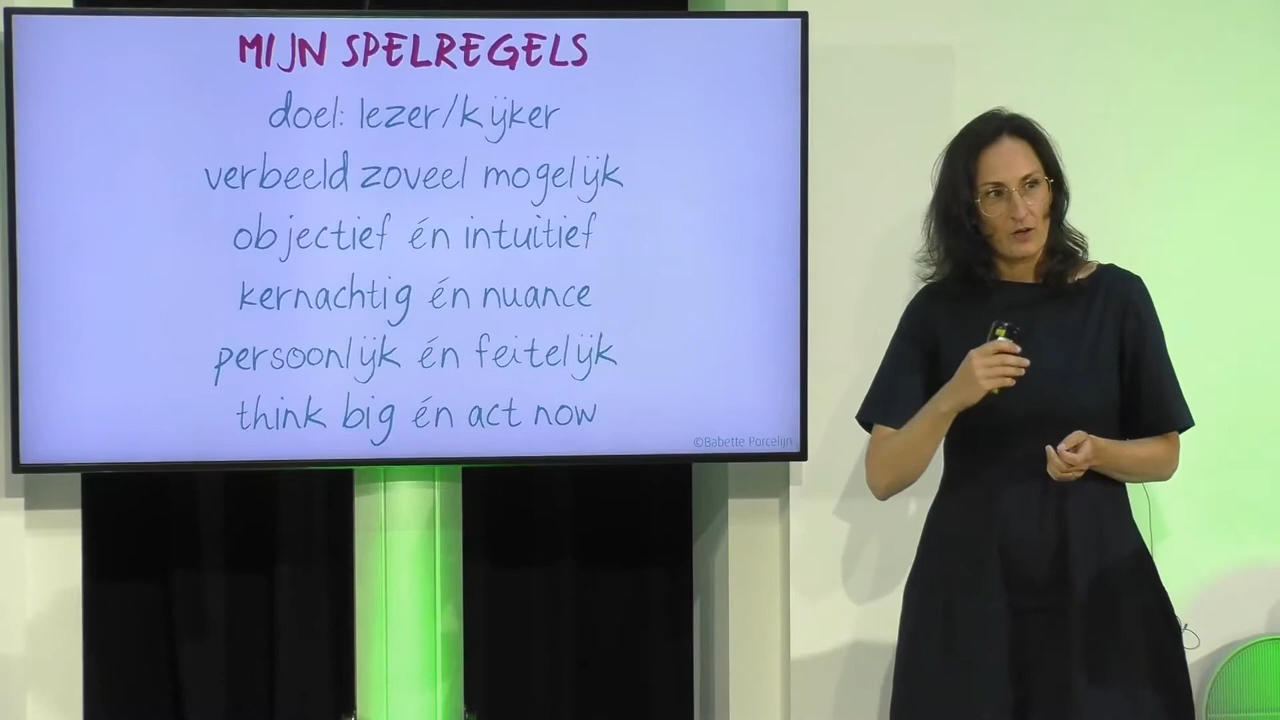 MIJN SPELREGELS
doel: lezer/kijker
verbeeld zoveel mogelijk
objectief én intuitief
kernachtig én nuance
persoonlijk én feitelijk
think big én act now
©Babette Porcelijn